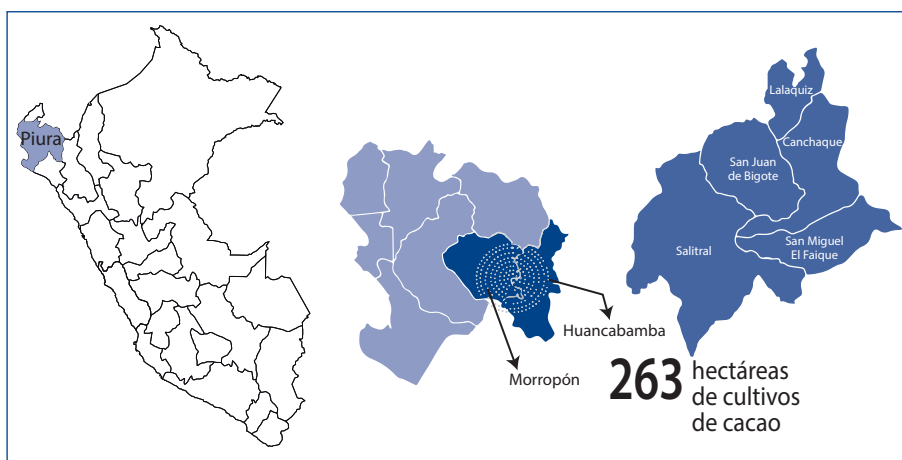 Piura
Huancabamba
Morropón
Lalaquiz
Canchaque
San Juan
de Bigote
Salitral
San Miguel
El Faique
263 hectáreas
de cultivos
de cacao